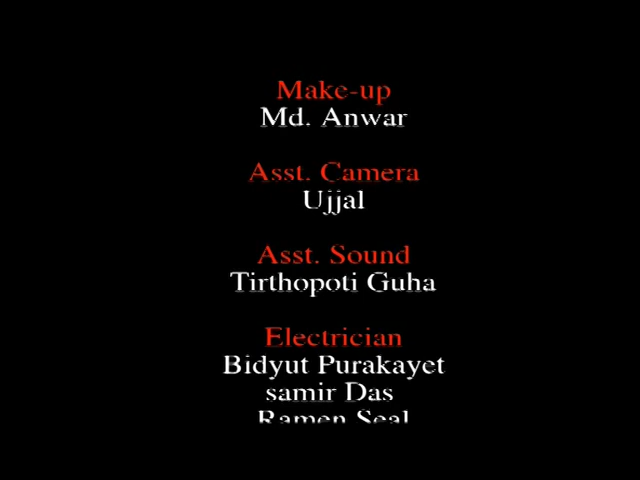 Make-up
Md. Anwar
Asst. Camera
Ujjal
Asst. Sound
Tirthopoti Guha
Electrician
Bidyut Purakayet
samir Das
Ramen Seal